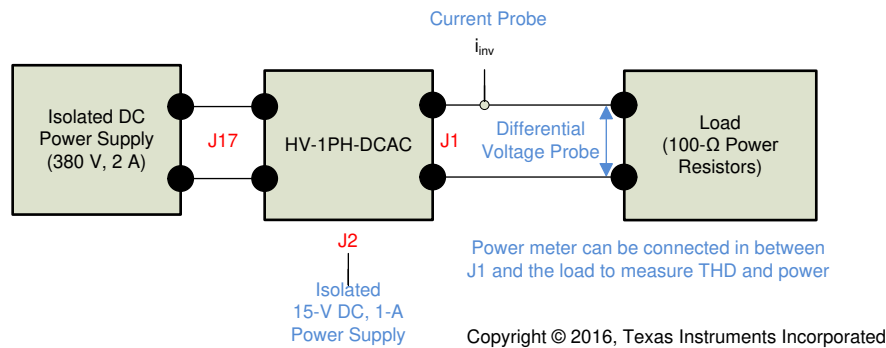 Current Probe
i_inv
Isolated DC
Power Supply
(380 V, 2 A)
J17
HV-1PH-DCAC
J1
Differential
Voltage Probe
Load
(100-Ω Power
Resistors)
J2
Isolated
15-V DC, 1-A
Power Supply
Power meter can be connected in between
J1 and the load to measure THD and power
Copyright © 2016, Texas Instruments Incorporated